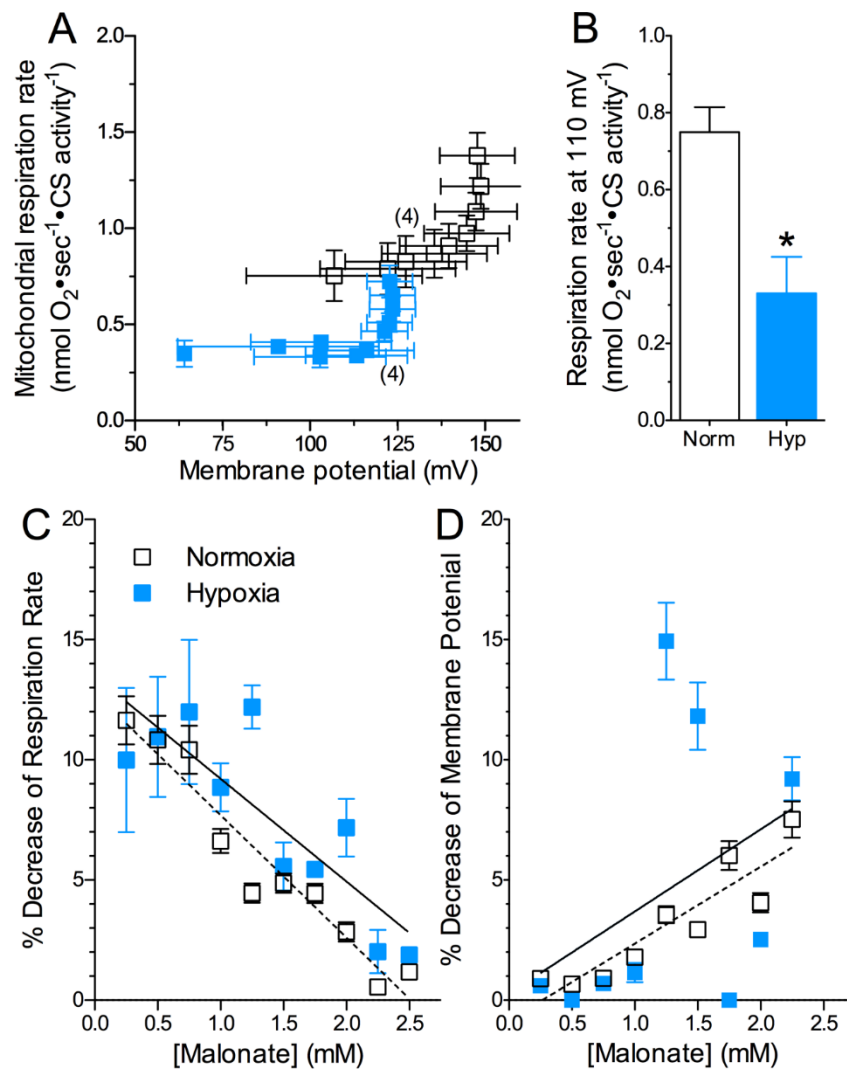 A
Mitochondrial respiration rate
(nmol O₂•sec⁻¹•CS activity⁻¹)
2.0
1.5
1.0
0.5
0.0
(4)
(4)
50 75 100 125 150
Membrane potential (mV)
B
Respiration rate at 110 mV
(nmol O₂•sec⁻¹•CS activity⁻¹)
1.0
0.8
0.6
0.4
0.2
0.0
*
Norm Hyp
C
% Decrease of Respiration Rate
20
15
10
5
0
Normoxia
Hypoxia
0.0 0.5 1.0 1.5 2.0 2.5
[Malonate] (mM)
D
% Decrease of Membrane Potenial
20
15
10
5
0
0.0 0.5 1.0 1.5 2.0 2.5
[Malonate] (mM)